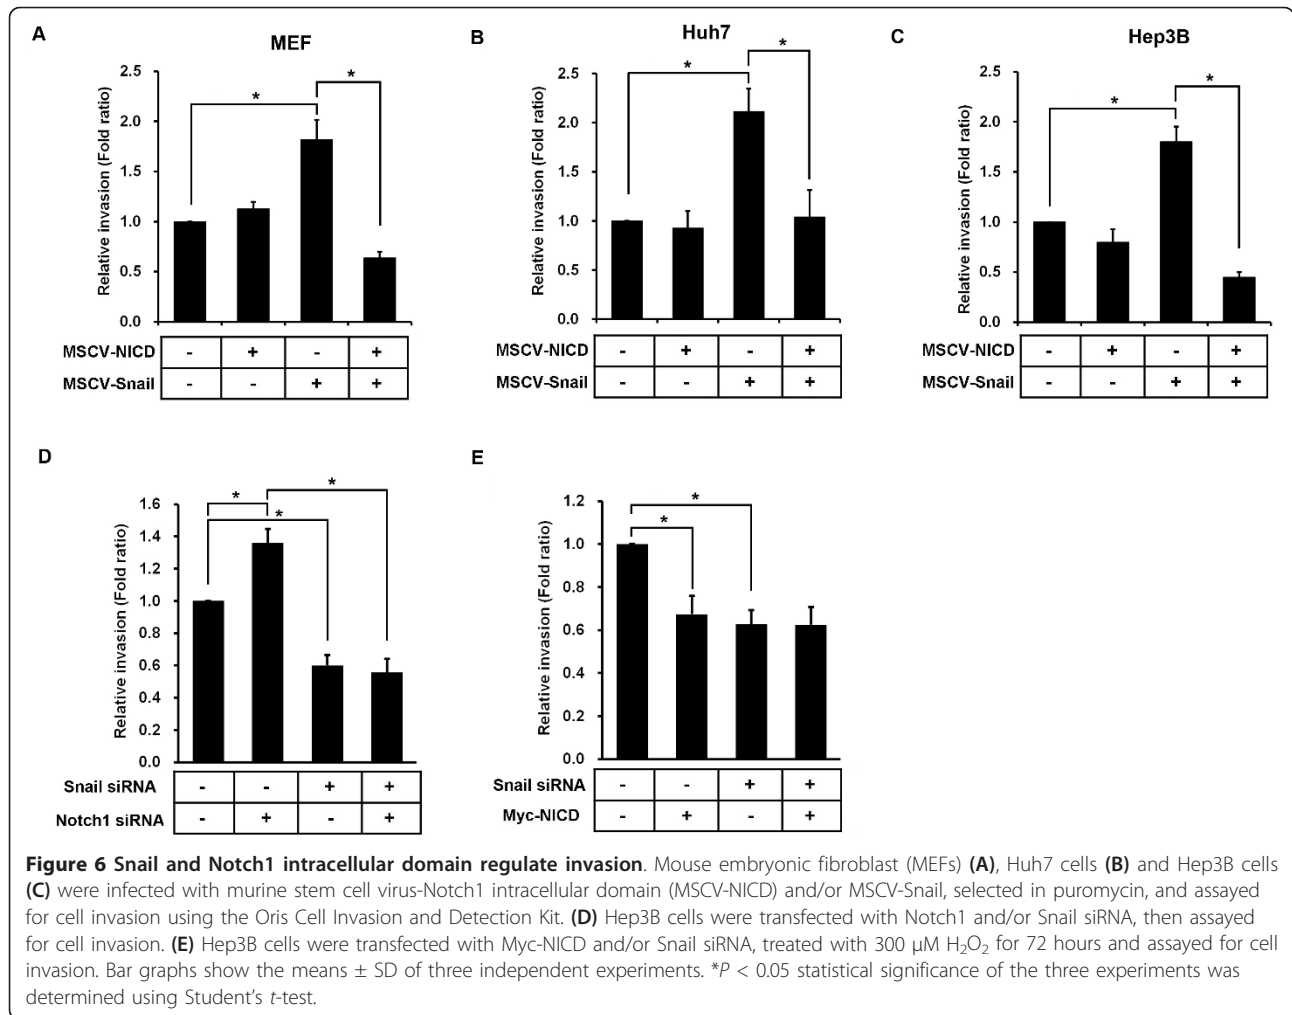 A
MEF
Relative invasion (Fold ratio)
2.5
2.0
1.5
1.0
0.5
0.0
*
*
MSCV-NICD - + - +
MSCV-Snail - - + +
B
Huh7
Relative invasion (Fold ratio)
2.5
2.0
1.5
1.0
0.5
0.0
*
*
MSCV-NICD - + - +
MSCV-Snail - - + +
C
Hep3B
Relative invasion (Fold ratio)
2.5
2.0
1.5
1.0
0.5
0.0
*
*
MSCV-NICD - + - +
MSCV-Snail - - + +
D
Relative invasion (Fold ratio)
1.6
1.4
1.2
1.0
0.8
0.6
0.4
0.2
0.0
*
*
*
Snail siRNA - - + +
Notch1 siRNA - + - +
E
Relative invasion (Fold ratio)
1.2
1.0
0.8
0.6
0.4
0.2
0.0
*
*
Snail siRNA - - + +
Myc-NICD - + - +
Figure 6 Snail and Notch1 intracellular domain regulate invasion. Mouse embryonic fibroblast (MEFs) (A), Huh7 cells (B) and Hep3B cells
(C) were infected with murine stem cell virus-Notch1 intracellular domain (MSCV-NICD) and/or MSCV-Snail, selected in puromycin, and assayed
for cell invasion using the Oris Cell Invasion and Detection Kit. (D) Hep3B cells were transfected with Notch1 and/or Snail siRNA, then assayed
for cell invasion. (E) Hep3B cells were transfected with Myc-NICD and/or Snail siRNA, treated with 300 μM H₂O₂ for 72 hours and assayed for cell
invasion. Bar graphs show the means ± SD of three independent experiments. *P < 0.05 statistical significance of the three experiments was
determined using Student's t-test.